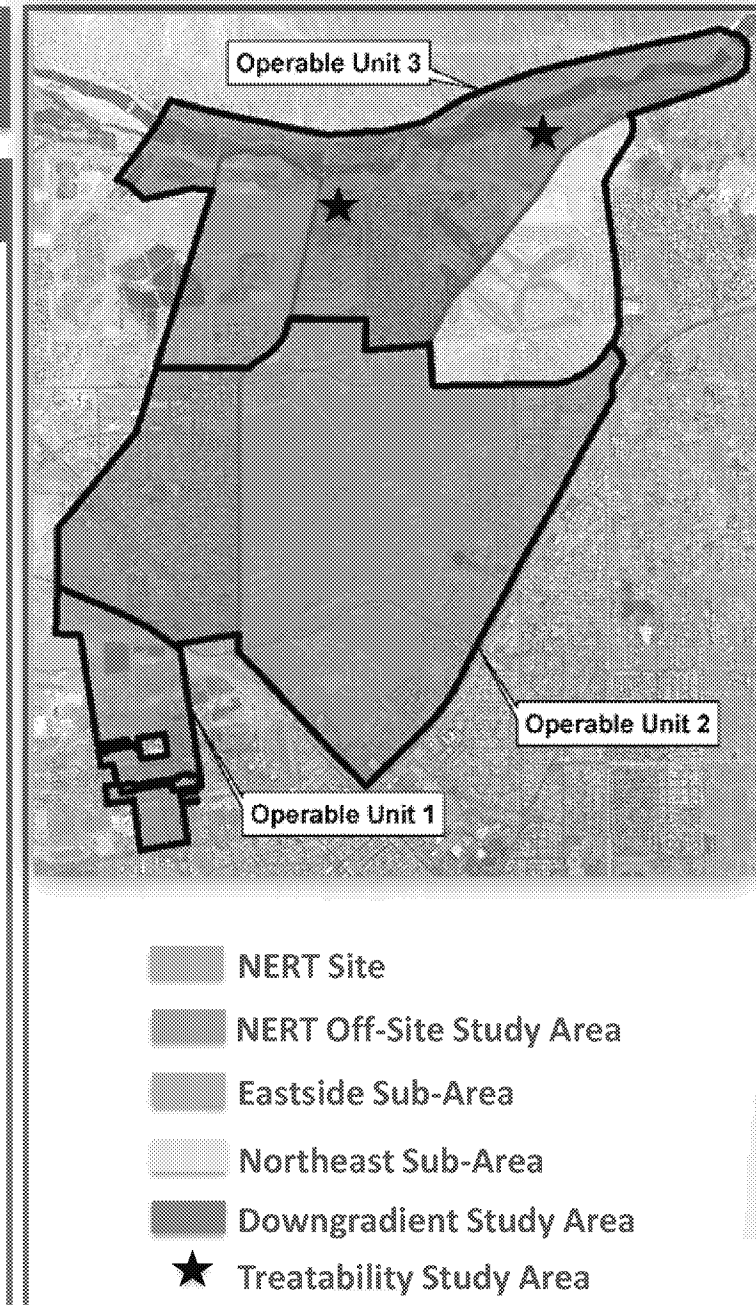 Operable Unit 3
Operable Unit 2
Operable Unit 1
NERT Site
NERT Off-Site Study Area
Eastside Sub-Area
Northeast Sub-Area
Downgradient Study Area
Treatability Study Area